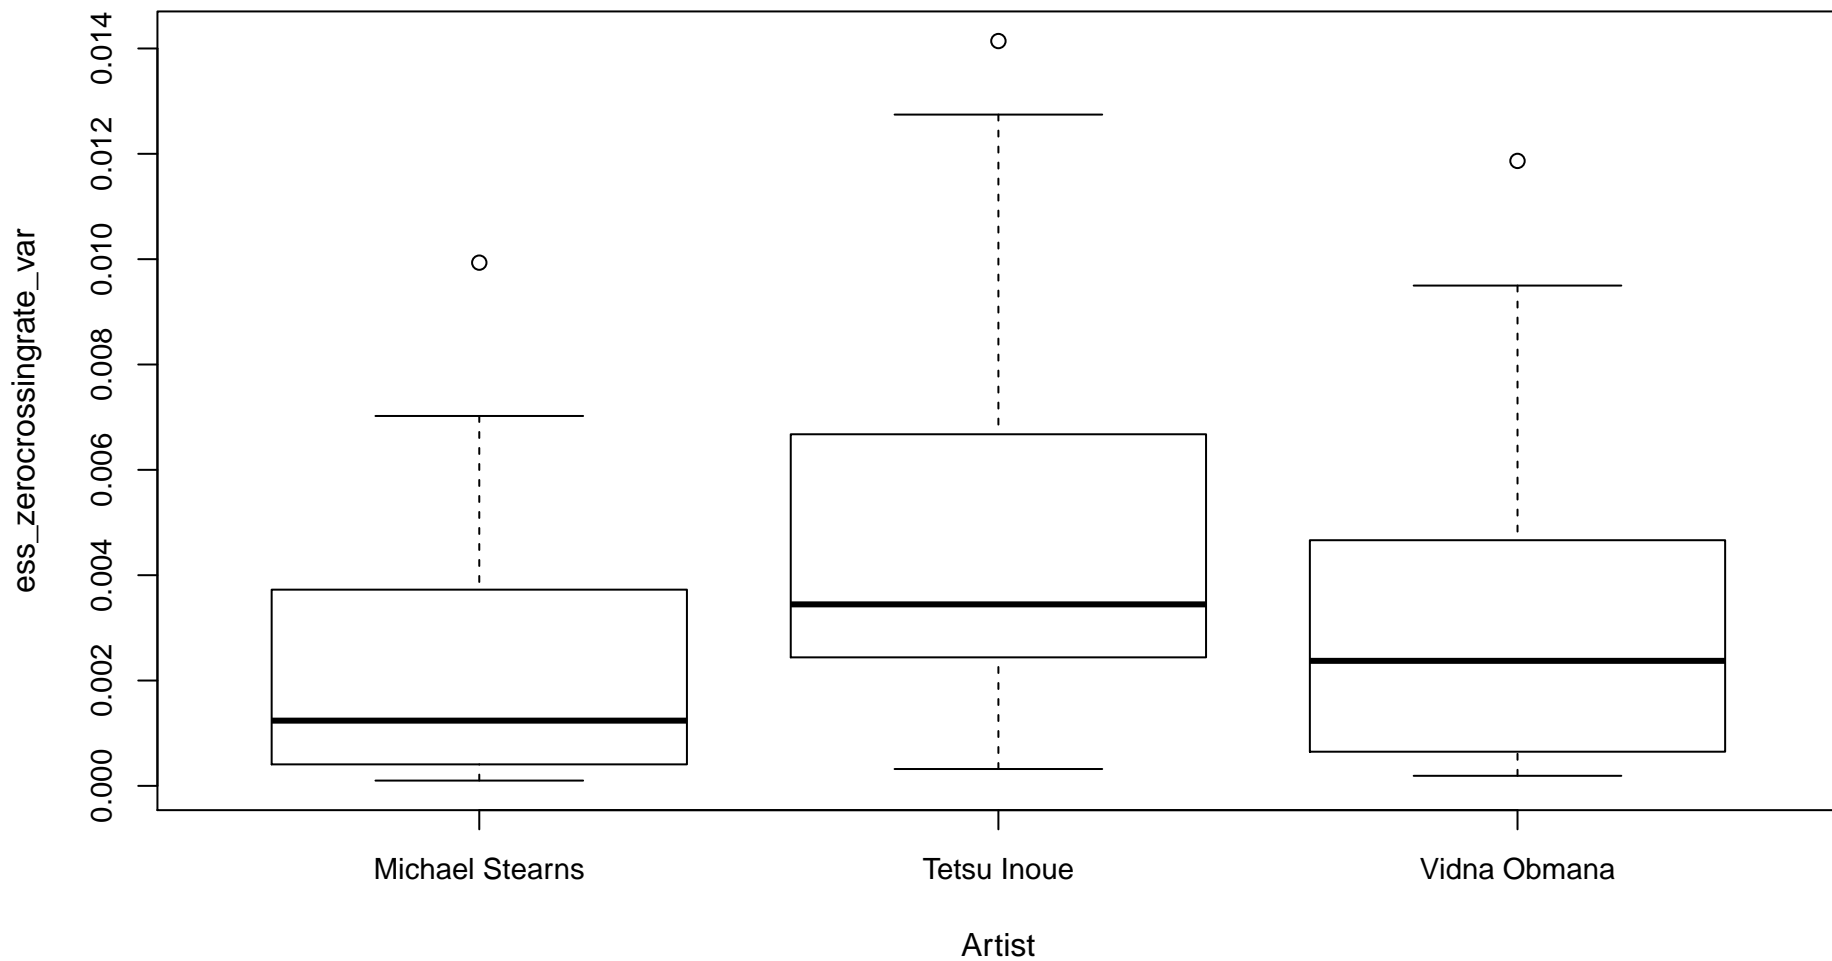 ess_zerocrossingrate_var
0.014
0.012
0.010
0.008
0.006
0.004
0.002
0.000
Michael Stearns
Tetsu Inoue
Vidna Obmana
Artist